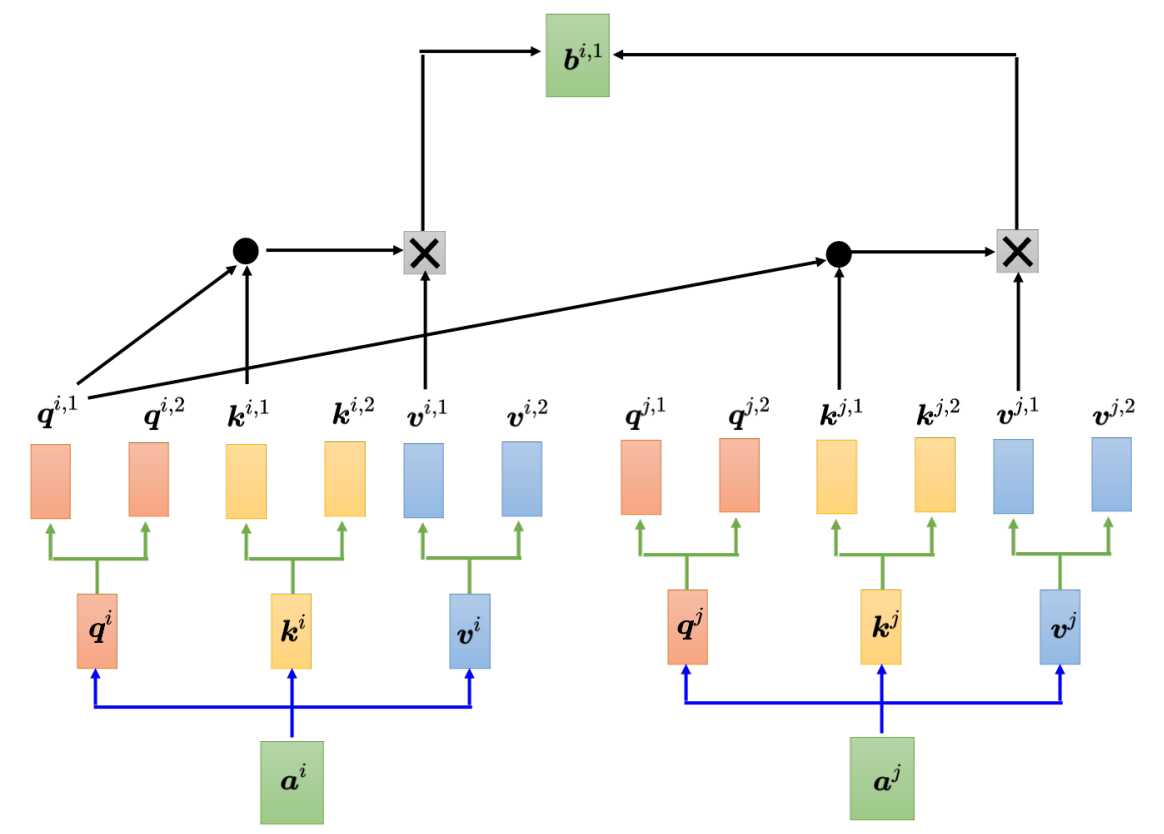 b^{i,1}
q^{i,1} q^{i,2} k^{i,1} k^{i,2} v^{i,1} v^{i,2} q^{j,1} q^{j,2} k^{j,1} k^{j,2} v^{j,1} v^{j,2}
q^i k^i v^i q^j k^j v^j
a^i a^j